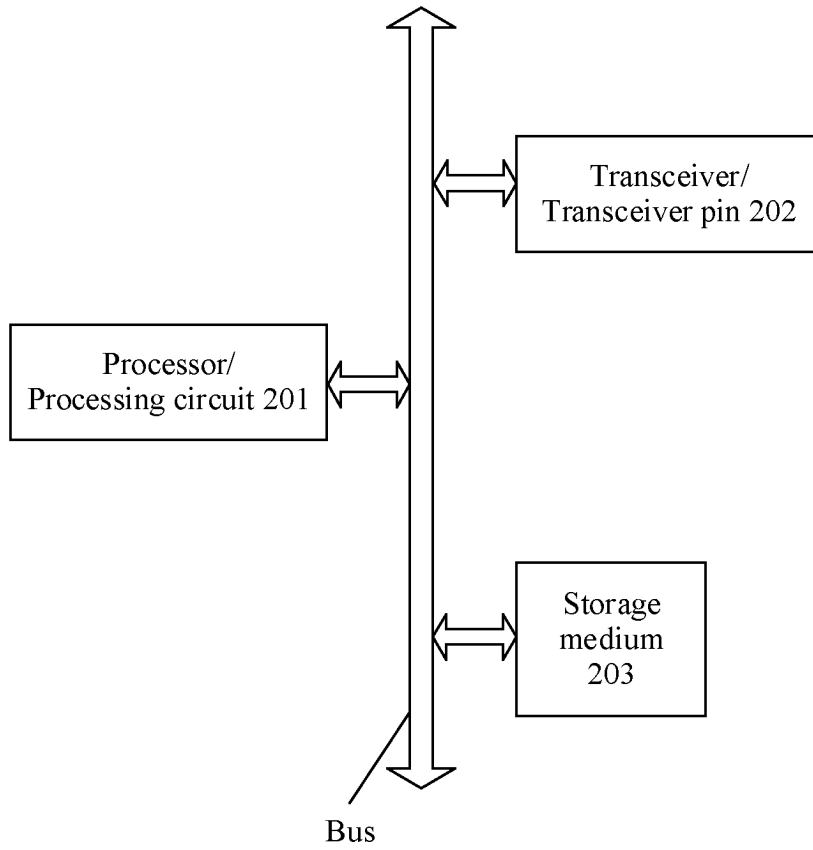 Transceiver/
Transceiver pin 202
Processor/
Processing circuit 201
Storage
medium
203
Bus